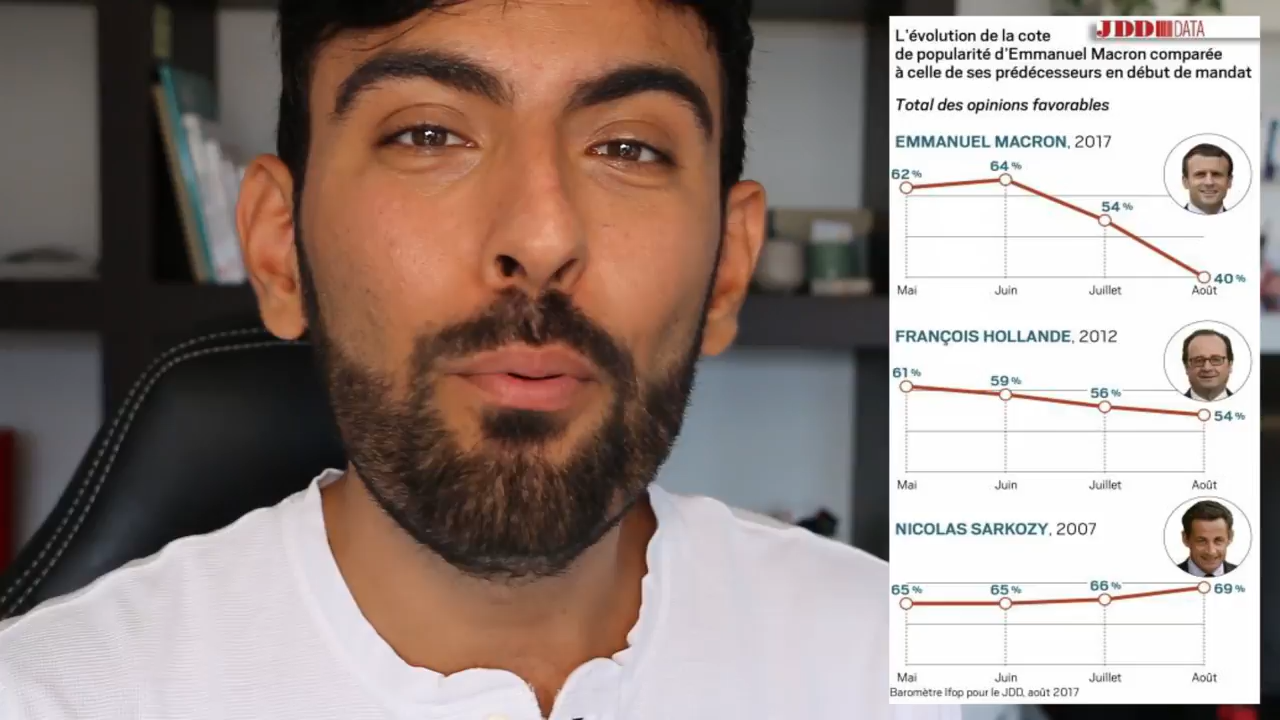 JDD DATA
L'évolution de la cote
de popularité d'Emmanuel Macron comparée
à celle de ses prédécesseurs en début de mandat
Total des opinions favorables
EMMANUEL MACRON, 2017
62 %
64 %
54 %
40 %
Mai Juin Juillet Août
FRANÇOIS HOLLANDE, 2012
61 %
59 %
56 %
54 %
Mai Juin Juillet Août
NICOLAS SARKOZY, 2007
65 %
65 %
66 %
69 %
Mai Juin Juillet Août
Baromètre Ifop pour le JDD, août 2017